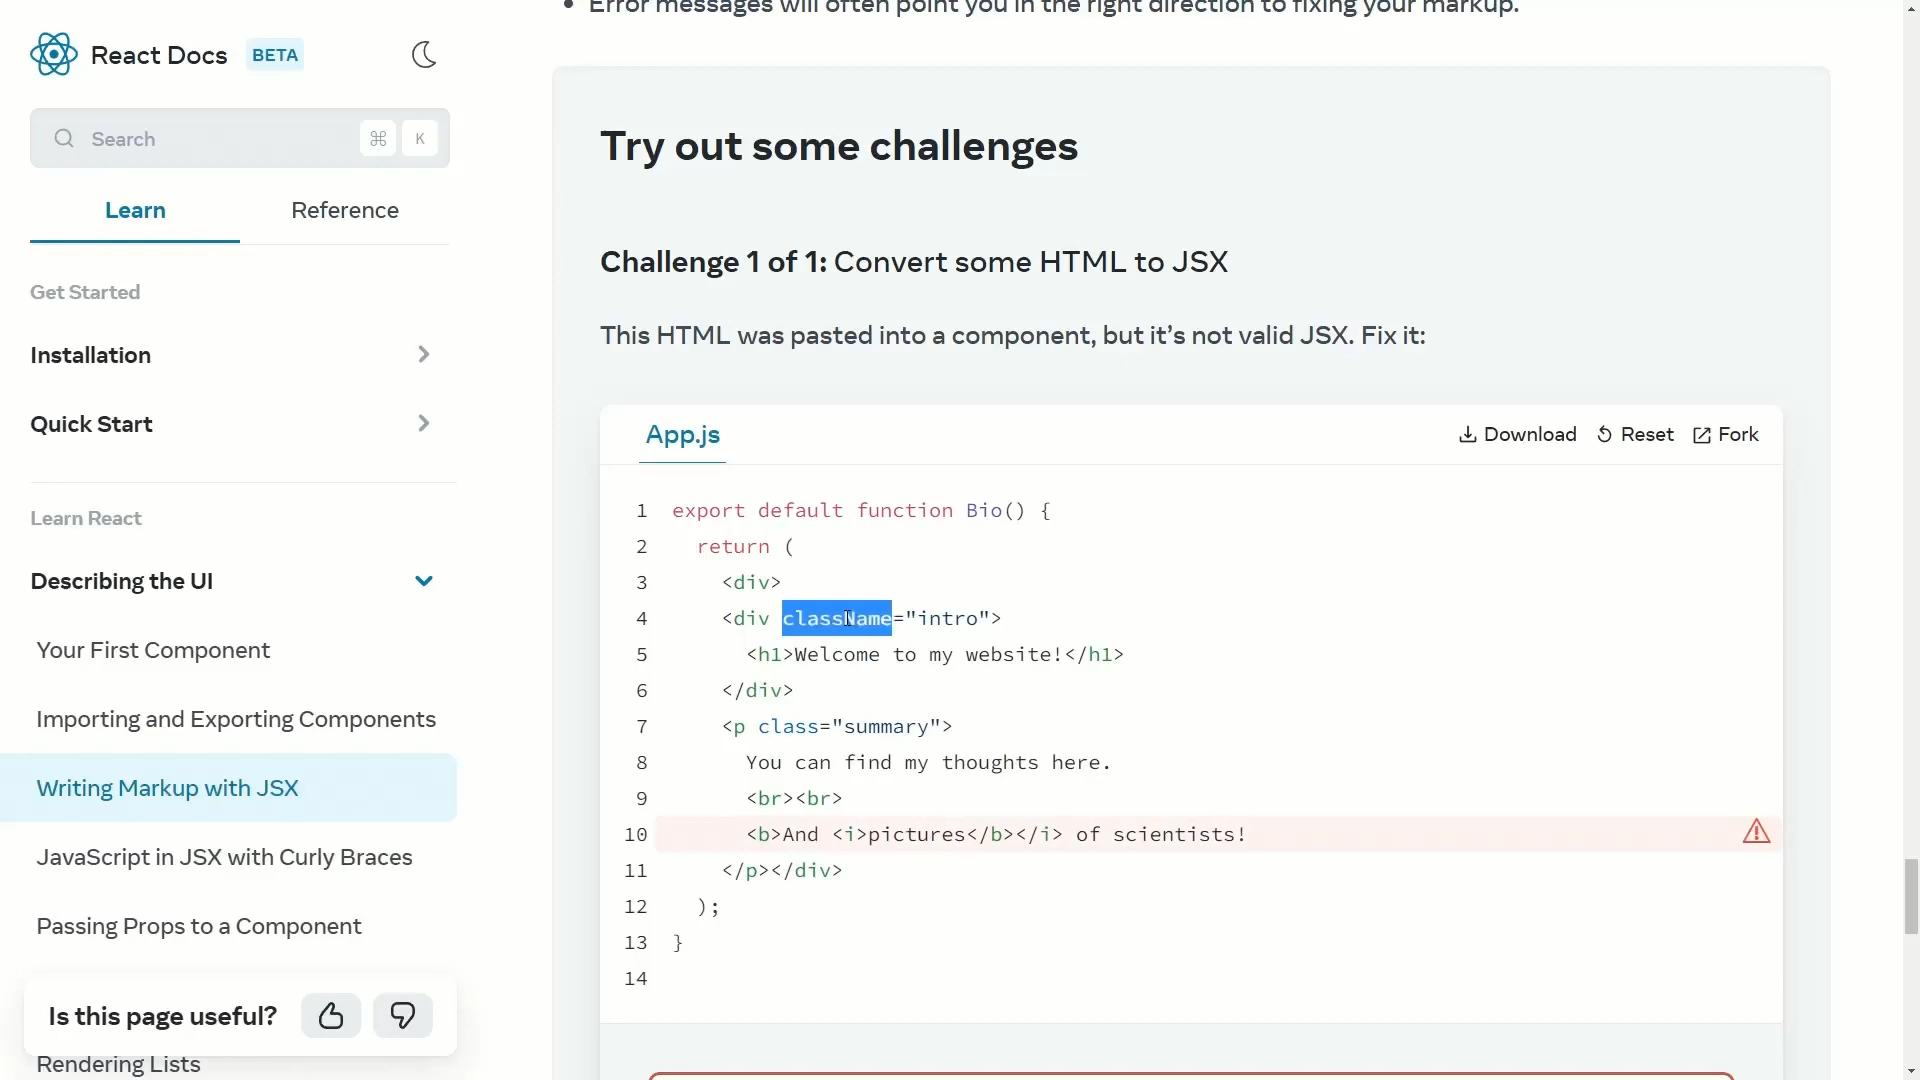 Error messages will often point you in the right direction to fixing your markup.
React Docs BETA
Search ⌘ K
Learn Reference
Get Started
Installation
Quick Start
Learn React
Describing the UI
Your First Component
Importing and Exporting Components
Writing Markup with JSX
JavaScript in JSX with Curly Braces
Passing Props to a Component
Is this page useful?
Rendering Lists
Try out some challenges
Challenge 1 of 1: Convert some HTML to JSX
This HTML was pasted into a component, but it’s not valid JSX. Fix it:
App.js Download Reset Fork
1 export default function Bio() {
2 return (
3 <div>
4 <div className="intro">
5 <h1>Welcome to my website!</h1>
6 </div>
7 <p class="summary">
8 You can find my thoughts here.
9 <br><br>
10 <b>And <i>pictures</b></i> of scientists!
11 </p></div>
12 );
13 }
14